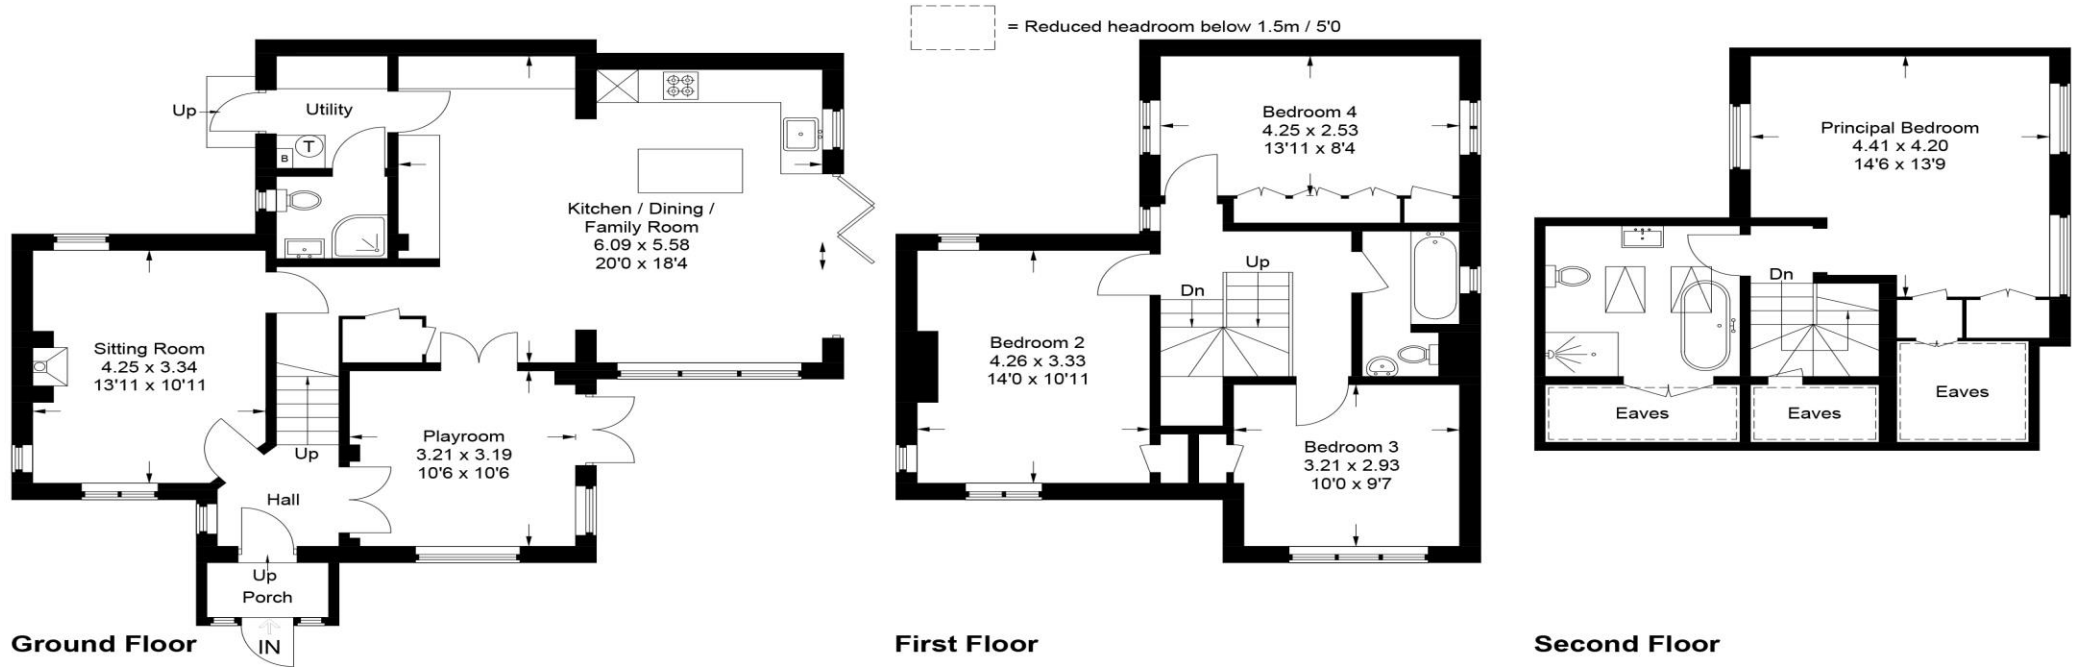 = Reduced headroom below 1.5m / 5'0
Up
Utility
B
T
Kitchen / Dining /
Family Room
6.09 x 5.58
20'0 x 18'4
Sitting Room
4.25 x 3.34
13'11 x 10'11
Up
Playroom
3.21 x 3.19
10'6 x 10'6
Hall
Up
Porch
IN
Ground Floor
Bedroom 4
4.25 x 2.53
13'11 x 8'4
Up
Dn
Bedroom 2
4.26 x 3.33
14'0 x 10'11
Bedroom 3
3.21 x 2.93
10'0 x 9'7
First Floor
Principal Bedroom
4.41 x 4.20
14'6 x 13'9
Dn
Eaves
Eaves
Eaves
Second Floor